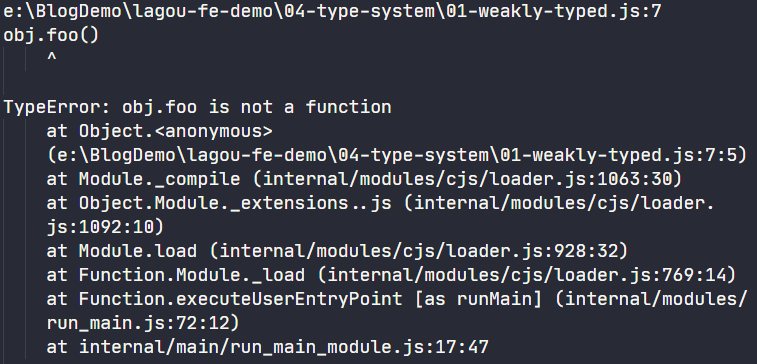 e:\BlogDemo\lagou-fe-demo\04-type-system\01-weakly-typed.js:7
obj.foo()
    ^
TypeError: obj.foo is not a function
    at Object.<anonymous>
    (e:\BlogDemo\lagou-fe-demo\04-type-system\01-weakly-typed.js:7:5)
    at Module._compile (internal/modules/cjs/loader.js:1063:30)
    at Object.Module._extensions..js (internal/modules/cjs/loader.
    js:1092:10)
    at Module.load (internal/modules/cjs/loader.js:928:32)
    at Function.Module._load (internal/modules/cjs/loader.js:769:14)
    at Function.executeUserEntryPoint [as runMain] (internal/modules/
    run_main.js:72:12)
    at internal/main/run_main_module.js:17:47